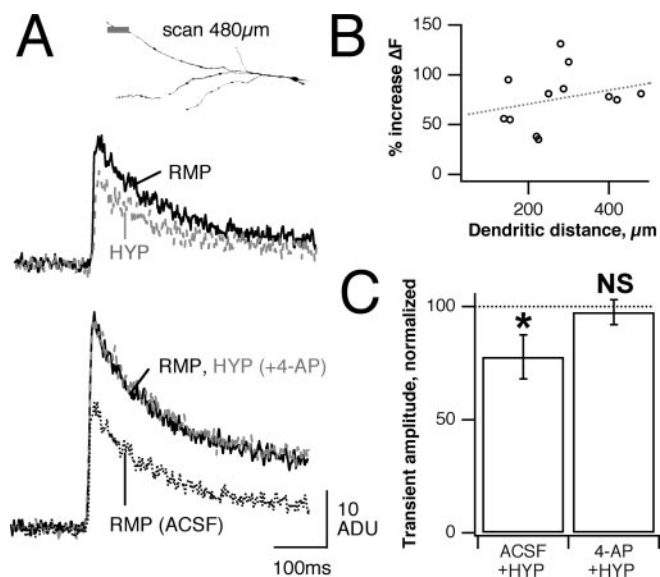 A
scan 480µm
RMP
HYP
RMP, HYP (+4-AP)
RMP (ACSF)
10
ADU
100ms
B
% increase ΔF
150
100
50
0
200
400
Dendritic distance, µm
C
Transient amplitude, normalized
100
50
0
*
NS
ACSF
+HYP
4-AP
+HYP